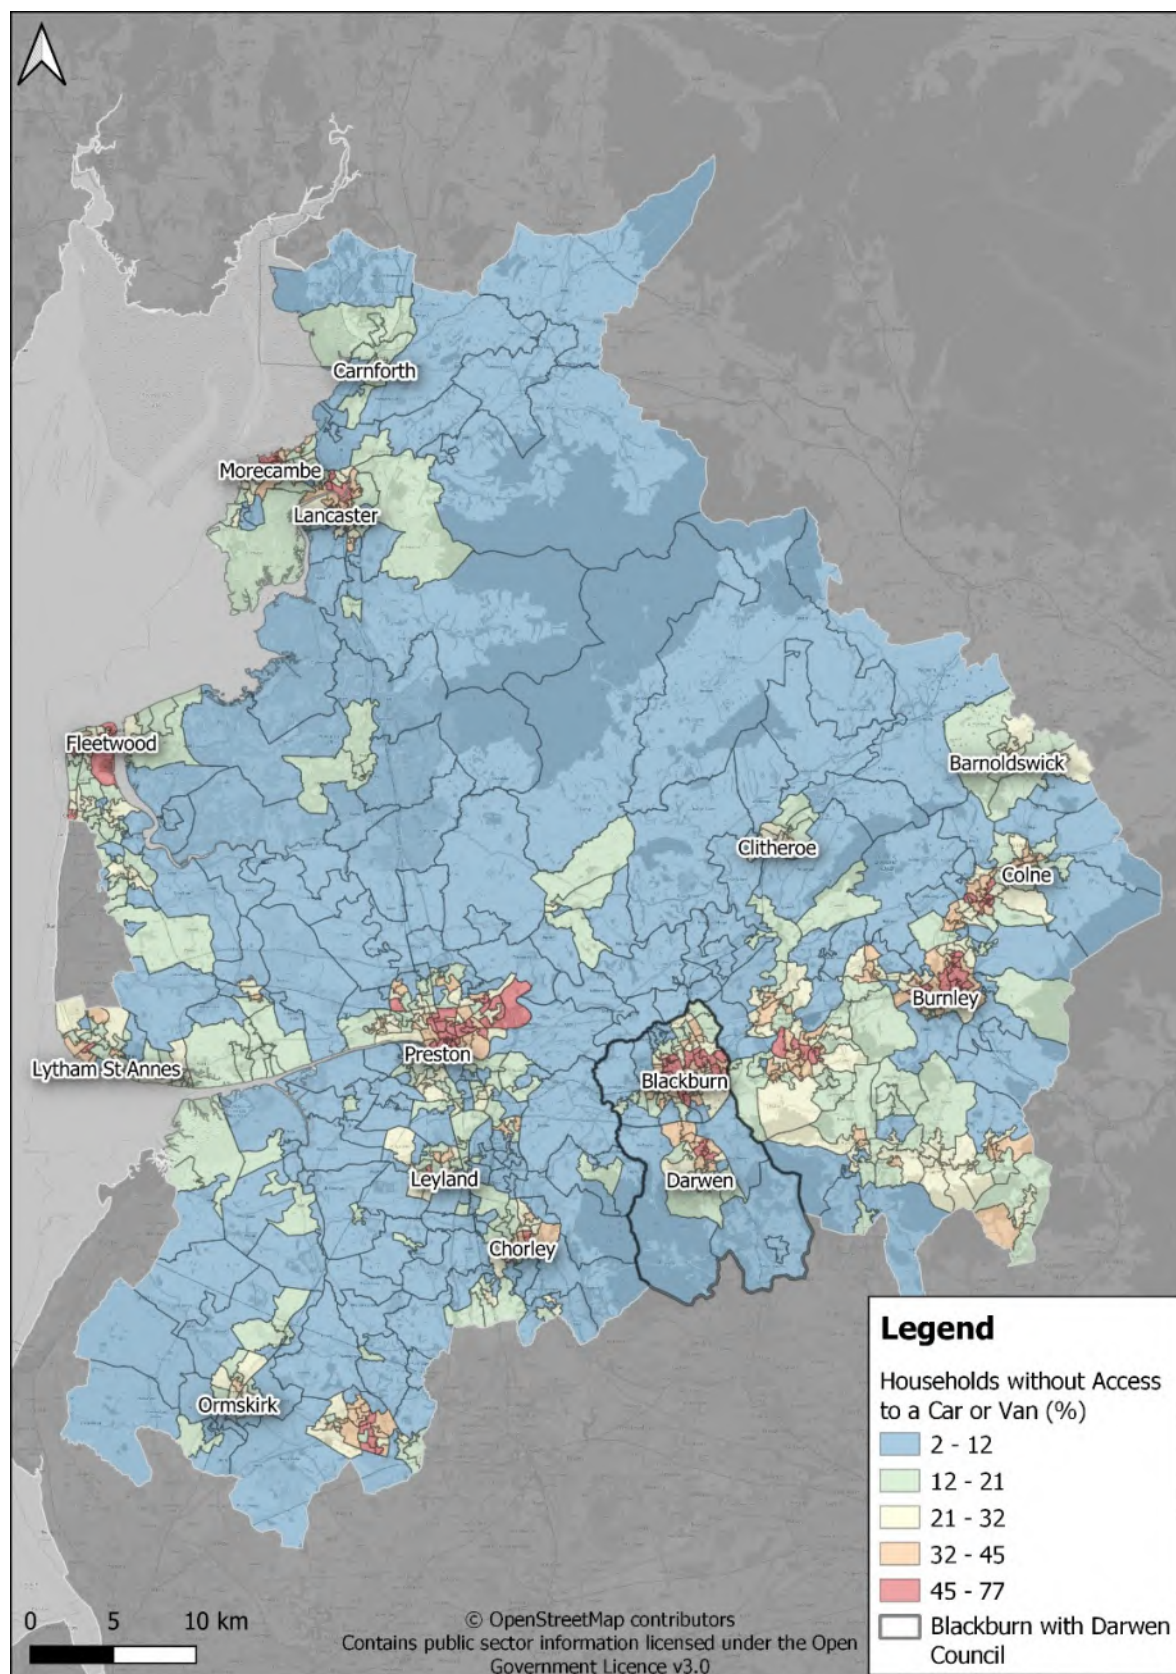 Carnforth
Morecambe
Lancaster
Fleetwood
Barnoldswick
Clitheroe
Colne
Burnley
Preston
Lytham St Annes
Blackburn
Leyland
Darwen
Chorley
Ormskirk
Legend
Households without Access
to a Car or Van (%)
2 - 12
12 - 21
21 - 32
32 - 45
45 - 77
Blackburn with Darwen
Council
0 5 10 km
© OpenStreetMap contributors
Contains public sector information licensed under the Open
Government Licence v3.0